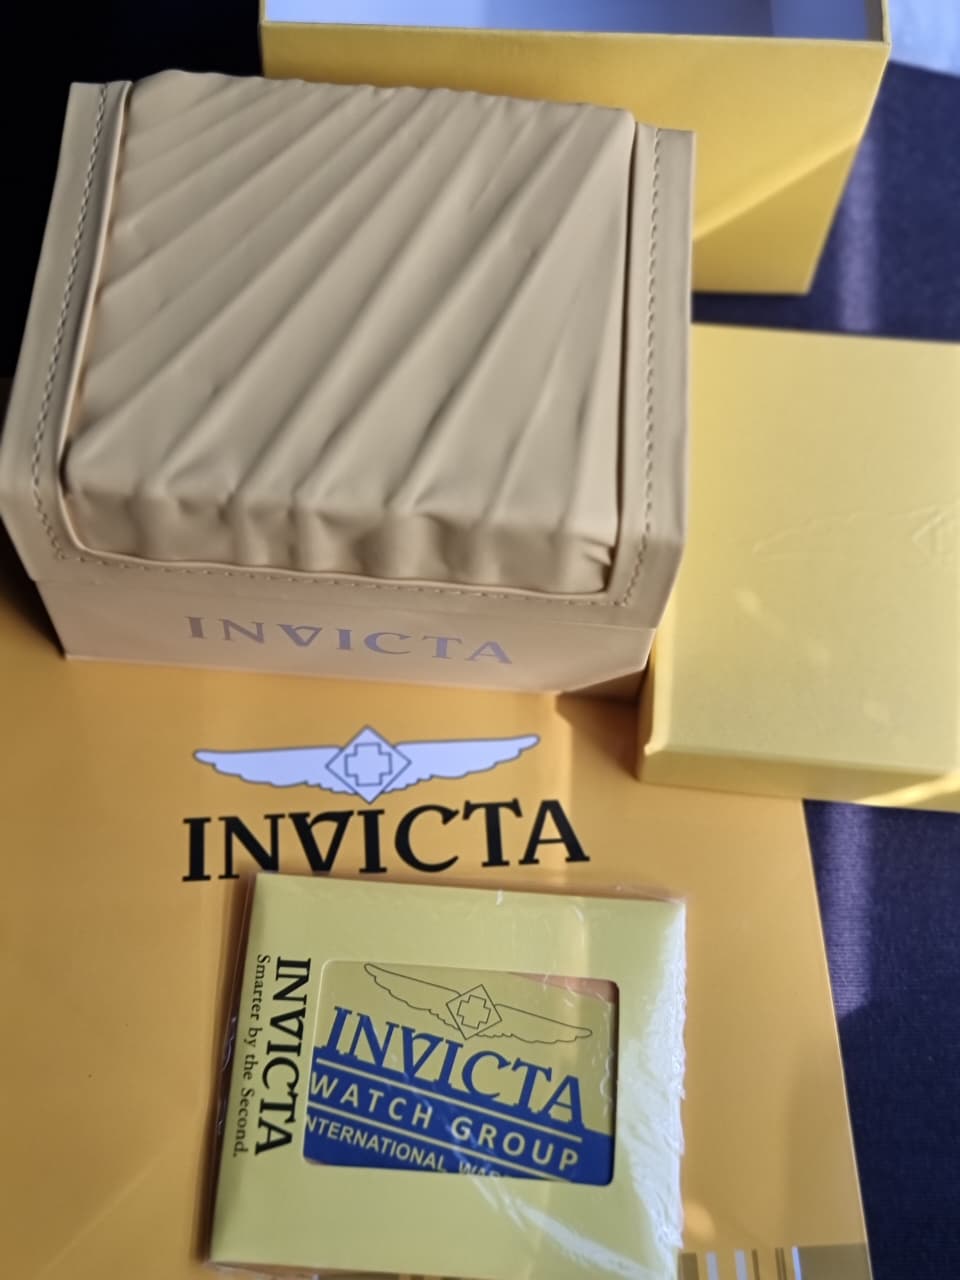 INVICTA
INVICTA
INVICTA
Smarter by the Second.
INVICTA
WATCH GROUP
INTERNATIONAL